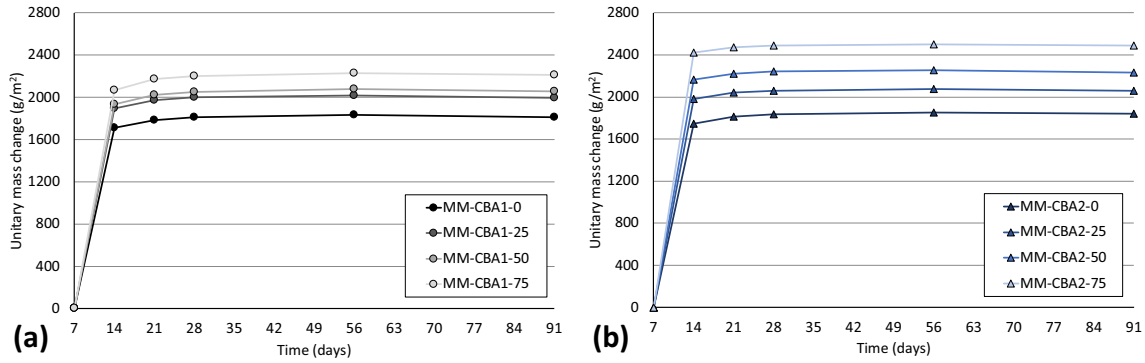 2800
2400
2000
1600
1200
800
400
0
Unitary mass change (g/m²)
MM-CBA1-0
MM-CBA1-25
MM-CBA1-50
MM-CBA1-75
7 14 21 28 35 42 49 56 63 70 77 84 91
Time (days)
(a)
2800
2400
2000
1600
1200
800
400
0
Unitary mass change (g/m²)
MM-CBA2-0
MM-CBA2-25
MM-CBA2-50
MM-CBA2-75
7 14 21 28 35 42 49 56 63 70 77 84 91
Time (days)
(b)